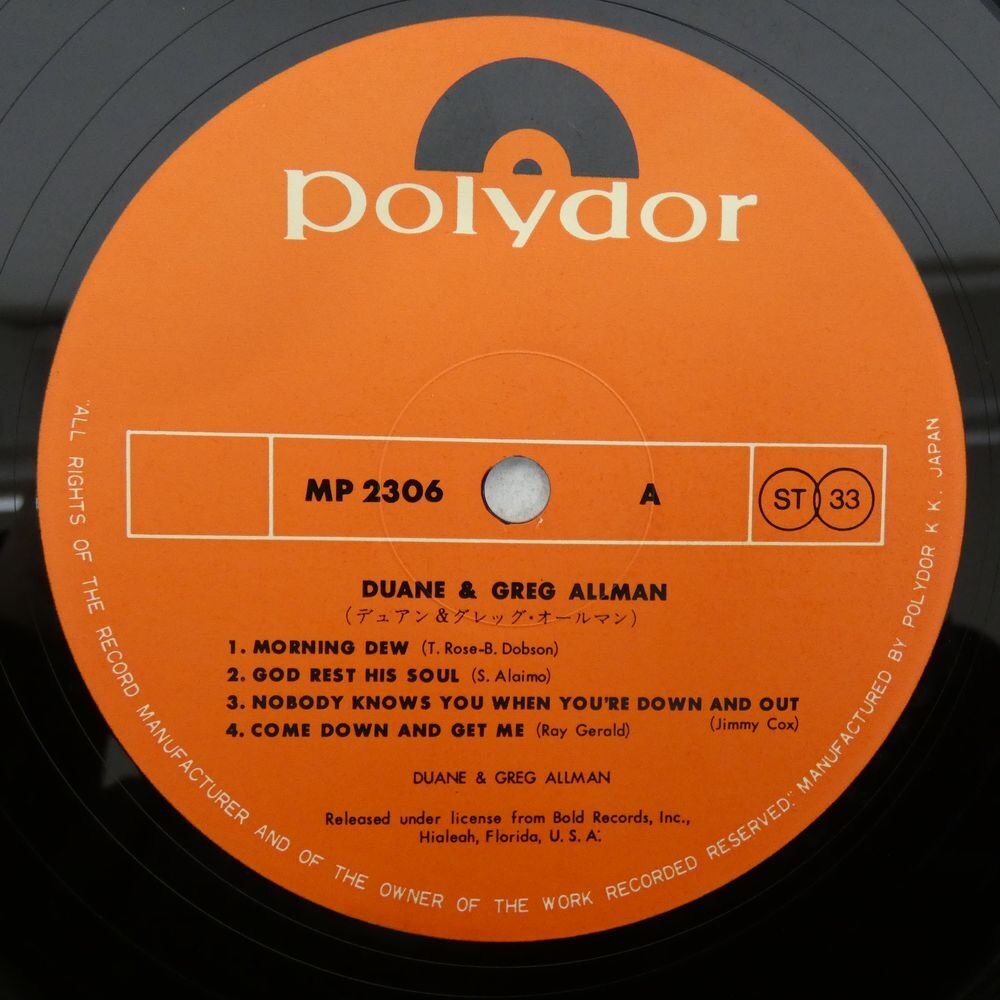 polydor
MP 2306 A ST 33
DUANE & GREG ALLMAN
(デュアン&グレッグ・オールマン)
1. MORNING DEW (T. Rose-B. Dobson)
2. GOD REST HIS SOUL (S. Alaimo)
3. NOBODY KNOWS YOU WHEN YOU'RE DOWN AND OUT
(Jimmy Cox)
4. COME DOWN AND GET ME (Ray Gerald)
DUANE & GREG ALLMAN
Released under license from Bold Records, Inc.,
Hialeah, Florida, U. S. A.
"ALL RIGHTS OF THE RECORD MANUFACTURER AND OF THE OWNER OF THE WORK RECORDED RESERVED." MANUFACTURED BY POLYDOR K K. JAPAN